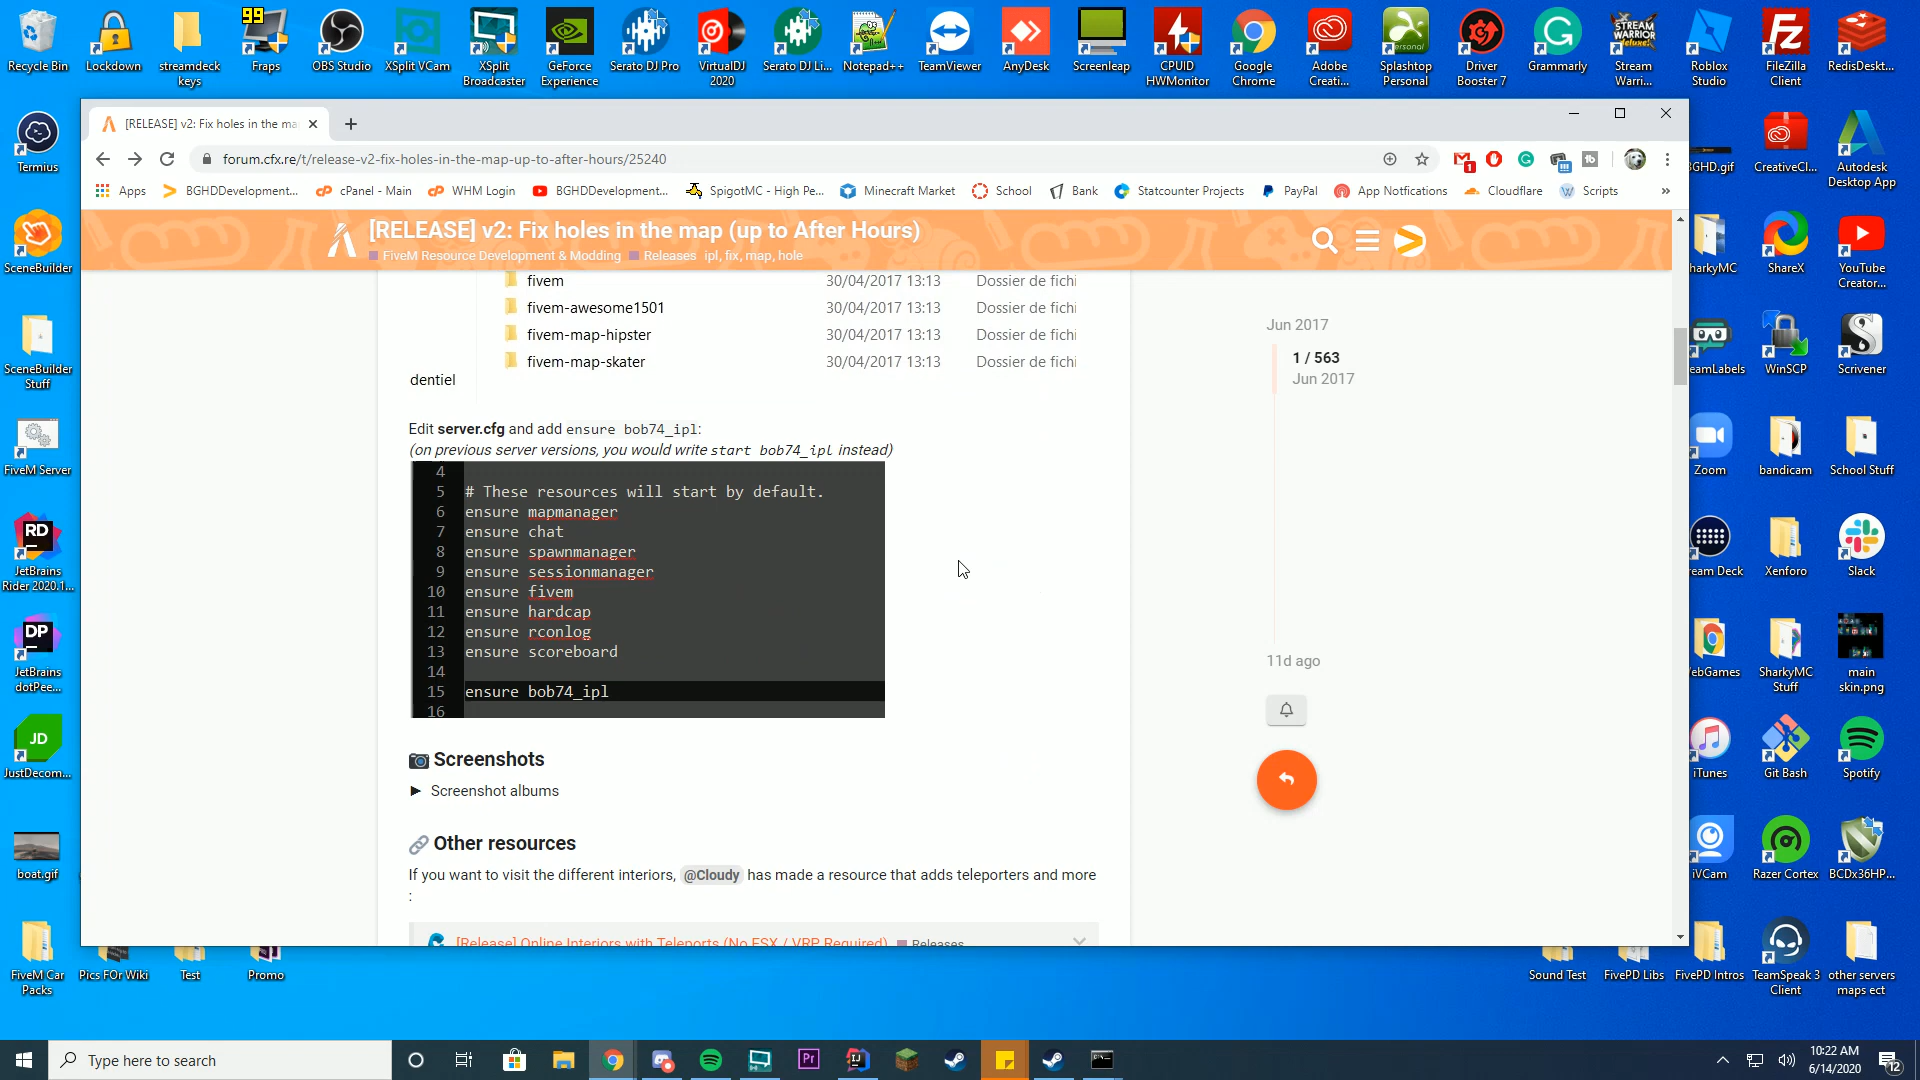 Recycle Bin
Lockdown
streamdeck keys
99
Fraps
OBS Studio
XSplit VCam
XSplit Broadcaster
GeForce Experience
Serato DJ Pro
VirtualDJ 2020
Serato DJ Li...
Notepad++
TeamViewer
AnyDesk
Screenleap
CPUID HWMonitor
Google Chrome
Adobe Creati...
Splashtop Personal
Driver Booster 7
Grammarly
Stream Warri...
Roblox Studio
FileZilla Client
RedisDeskt...
[RELEASE] v2: Fix holes in the ma
forum.cfx.re/t/release-v2-fix-holes-in-the-map-up-to-after-hours/25240
Apps
BGHDDevelopment...
cPanel - Main
WHM Login
BGHDDevelopment...
SpigotMC - High Pe...
Minecraft Market
School
Bank
Statcounter Projects
PayPal
App Notfications
Cloudflare
Scripts
»
[RELEASE] v2: Fix holes in the map (up to After Hours)
FiveM Resource Development & Modding Releases ipl, fix, map, hole
fivem 30/04/2017 13:13 Dossier de fichi
fivem-awesome1501 30/04/2017 13:13 Dossier de fichi
fivem-map-hipster 30/04/2017 13:13 Dossier de fichi
fivem-map-skater 30/04/2017 13:13 Dossier de fichi
dentiel
Edit server.cfg and add ensure bob74_ipl:
(on previous server versions, you would write start bob74_ipl instead)
4
5 # These resources will start by default.
6 ensure mapmanager
7 ensure chat
8 ensure spawnmanager
9 ensure sessionmanager
10 ensure fivem
11 ensure hardcap
12 ensure rconlog
13 ensure scoreboard
14
15 ensure bob74_ipl
16
Screenshots
Screenshot albums
Other resources
If you want to visit the different interiors, @Cloudy has made a resource that adds teleporters and more
:
[Release] Online Interiors with Teleports (No ESX / VRP Required) Releases
Jun 2017
1 / 563
Jun 2017
11d ago
Termius
SceneBuilder
SceneBuilder Stuff
FiveM Server
JetBrains Rider 2020.1...
JetBrains dotPee...
JustDecom...
boat.gif
FiveM Car Packs
Pics FOr Wiki
Test
Promo
BGHD.gif
CreativeCl...
Autodesk Desktop App
harkyMC
ShareX
YouTube Creator...
eamLabels
WinSCP
Scrivener
Zoom
bandicam
School Stuff
ream Deck
Xenforo
Slack
ebGames
SharkyMC Stuff
main skin.png
iTunes
Git Bash
Spotify
iVCam
Razer Cortex
BCDx36HP...
Sound Test
FivePD Libs
FivePD Intros
TeamSpeak 3 Client
other servers maps ect
Type here to search
10:22 AM
6/14/2020
12